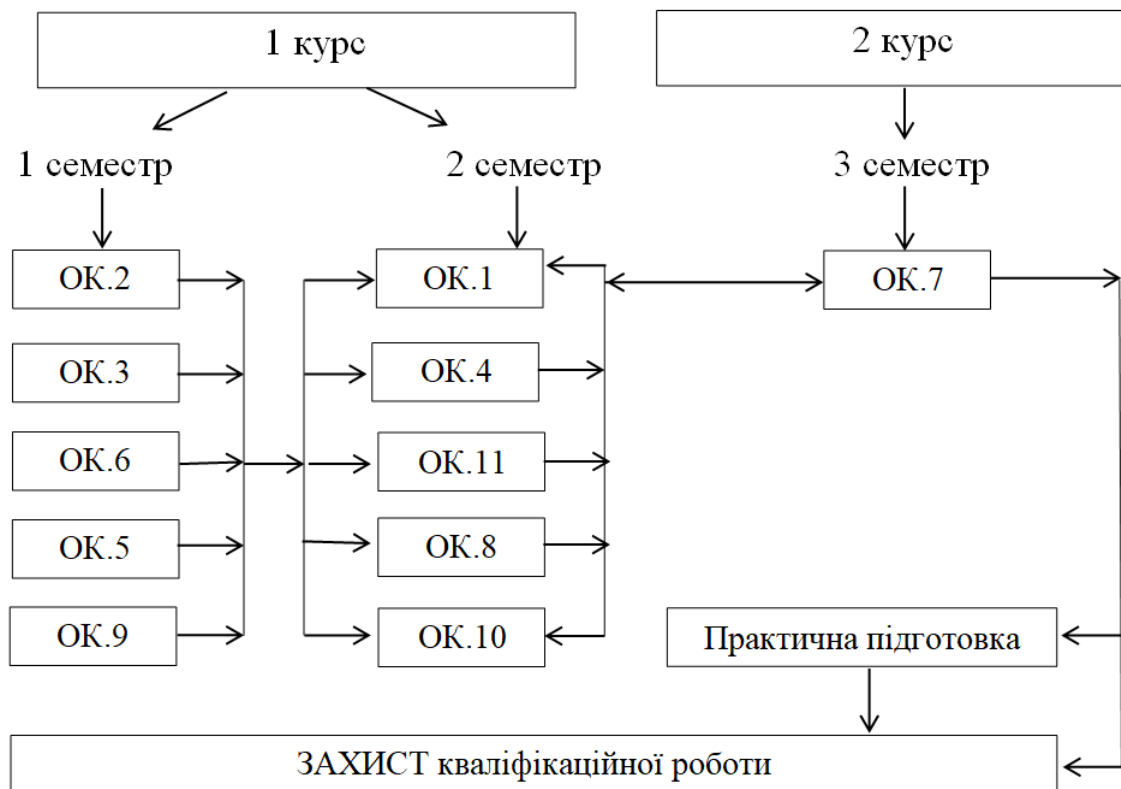 1 курс
2 курс
1 семестр
2 семестр
3 семестр
ОК.2
ОК.1
ОК.7
ОК.3
ОК.4
ОК.6
ОК.11
ОК.5
ОК.8
ОК.9
ОК.10
Практична підготовка
ЗАХИСТ кваліфікаційної роботи